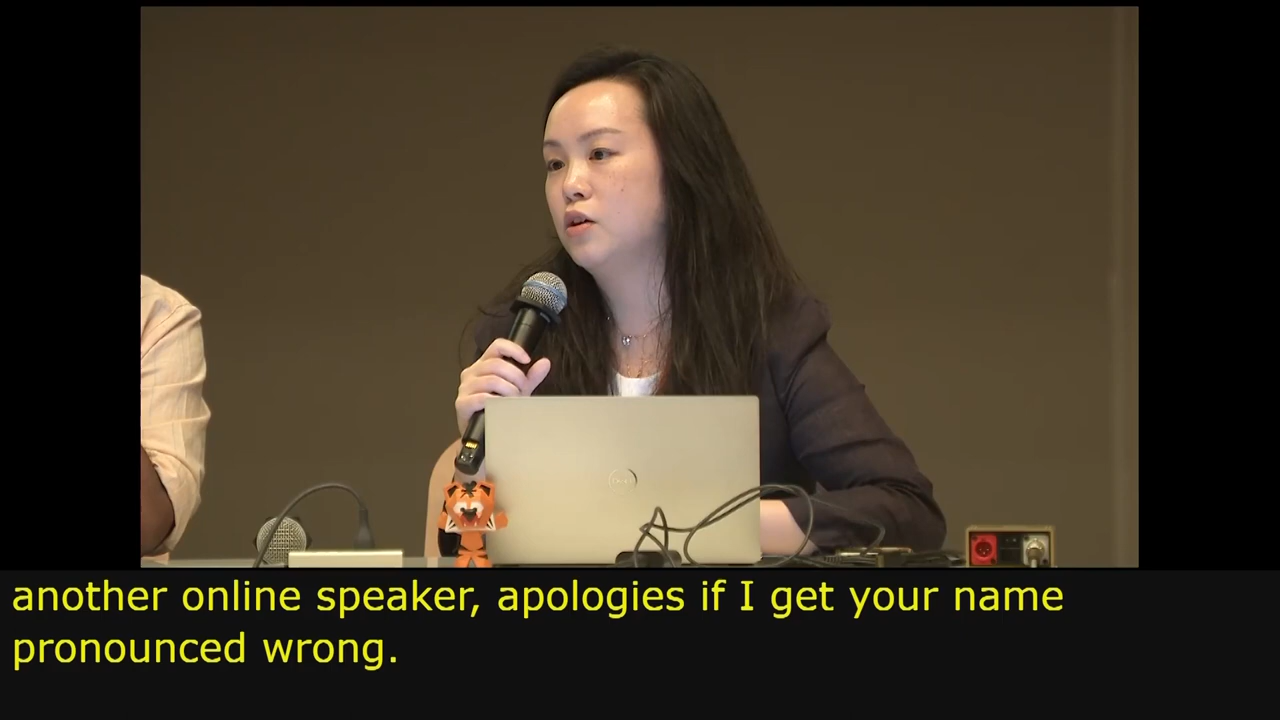 another online speaker, apologies if I get your name
pronounced wrong.